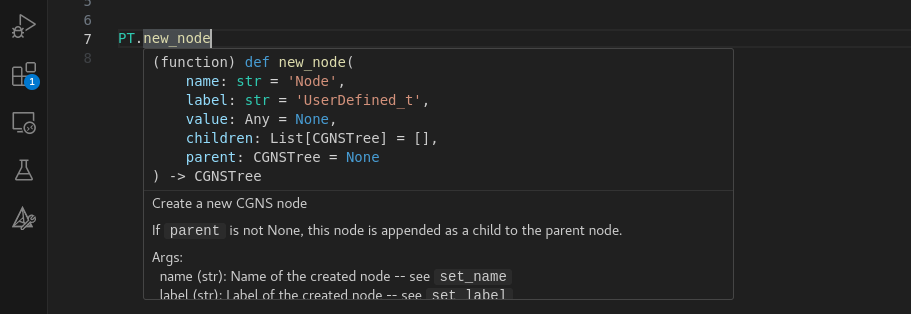 5
6
7 PT.new_node
8
(function) def new_node(
name: str = 'Node',
label: str = 'UserDefined_t',
value: Any = None,
children: List[CGNSTree] = [],
parent: CGNSTree = None
) -> CGNSTree
Create a new CGNS node
If parent is not None, this node is appended as a child to the parent node.
Args:
name (str): Name of the created node -- see set_name
label (str): Label of the created node -- see set_label
1